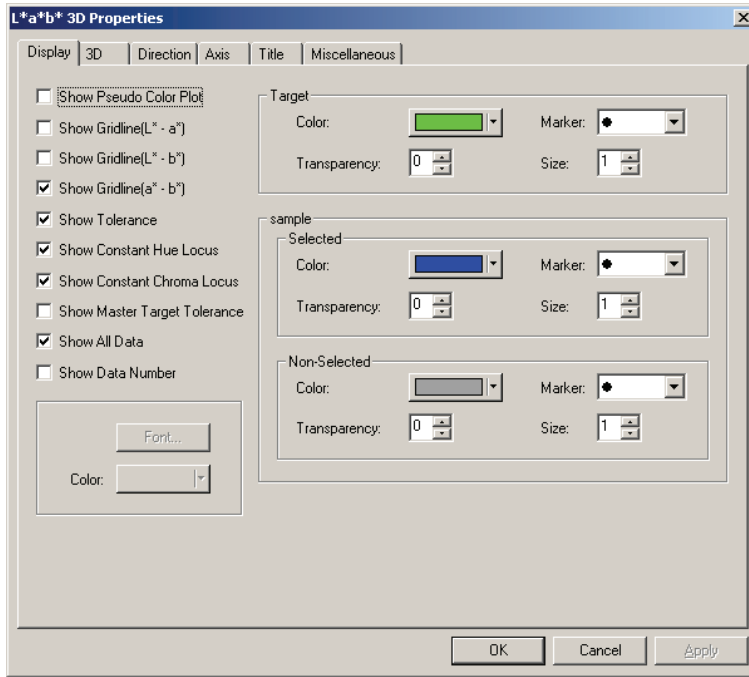 L*a*b* 3D Properties
Display 3D Direction Axis Title Miscellaneous
Show Pseudo Color Plot
Show Gridline(L* - a*)
Show Gridline(L* - b*)
Show Gridline(a* - b*)
Show Tolerance
Show Constant Hue Locus
Show Constant Chroma Locus
Show Master Target Tolerance
Show All Data
Show Data Number
Font...
Color:
Target
Color: Marker:
Transparency: 0 Size: 1
sample
Selected
Color: Marker:
Transparency: 0 Size: 1
Non-Selected
Color: Marker:
Transparency: 0 Size: 1
OK Cancel Apply